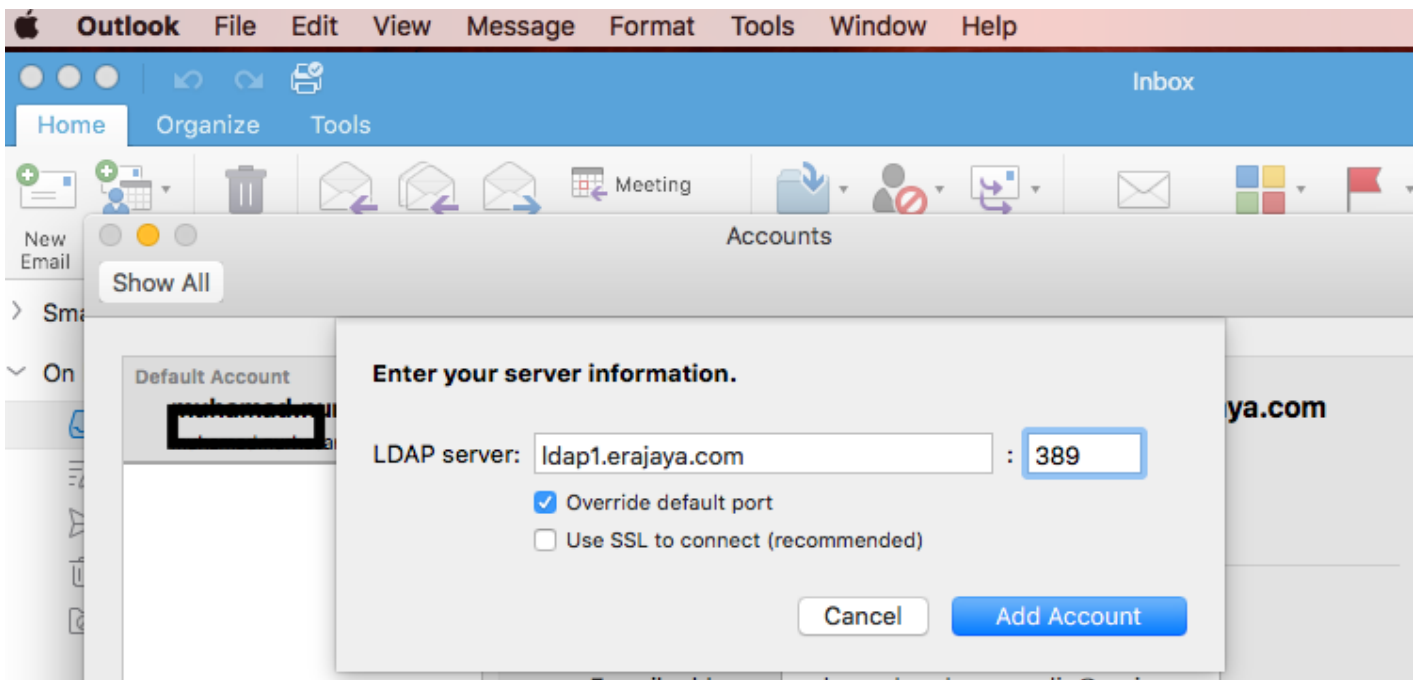 Outlook File Edit View Message Format Tools Window Help
Inbox
Home Organize Tools
Meeting
New
Email
Accounts
Show All
On
Default Account
Enter your server information.
ya.com
LDAP server: ldap1.erajaya.com : 389
Override default port
Use SSL to connect (recommended)
Cancel Add Account